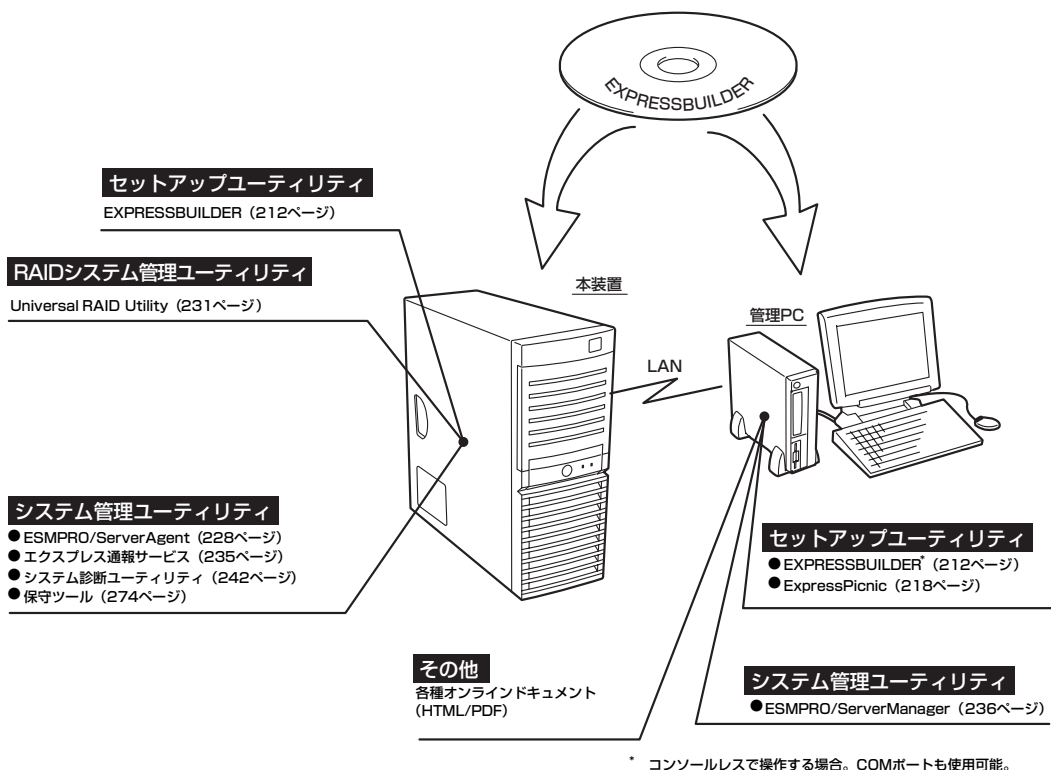 EXPRESSBUILDER
セットアップユーティリティ
EXPRESSBUILDER（212ページ）
RAIDシステム管理ユーティリティ
Universal RAID Utility（231ページ）
本装置
管理PC
LAN
システム管理ユーティリティ
●ESMPRO/ServerAgent（228ページ）
●エクスプレス通報サービス（235ページ）
●システム診断ユーティリティ（242ページ）
●保守ツール（274ページ）
セットアップユーティリティ
●EXPRESSBUILDER*（212ページ）
●ExpressPicnic（218ページ）
その他
各種オンラインドキュメント
（HTML/PDF）
システム管理ユーティリティ
●ESMPRO/ServerManager（236ページ）
* コンソールレスで操作する場合。COMポートも使用可能。